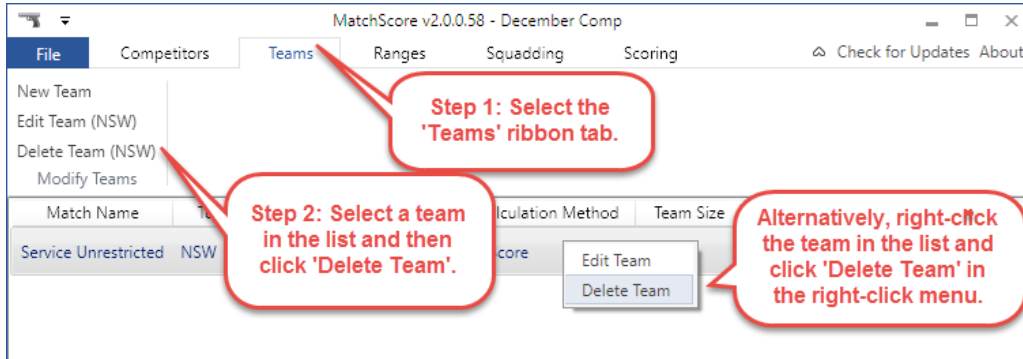 MatchScore v2.0.0.58 - December Comp
File Competitors Teams Ranges Squadding Scoring Check for Updates About
New Team
Edit Team (NSW)
Delete Team (NSW)
Modify Teams
Step 1: Select the
'Teams' ribbon tab.
Match Name Calculation Method Team Size
Service Unrestricted NSW Score
Step 2: Select a team
in the list and then
click 'Delete Team'.
Edit Team
Delete Team
Alternatively, right-click
the team in the list and
click 'Delete Team' in
the right-click menu.